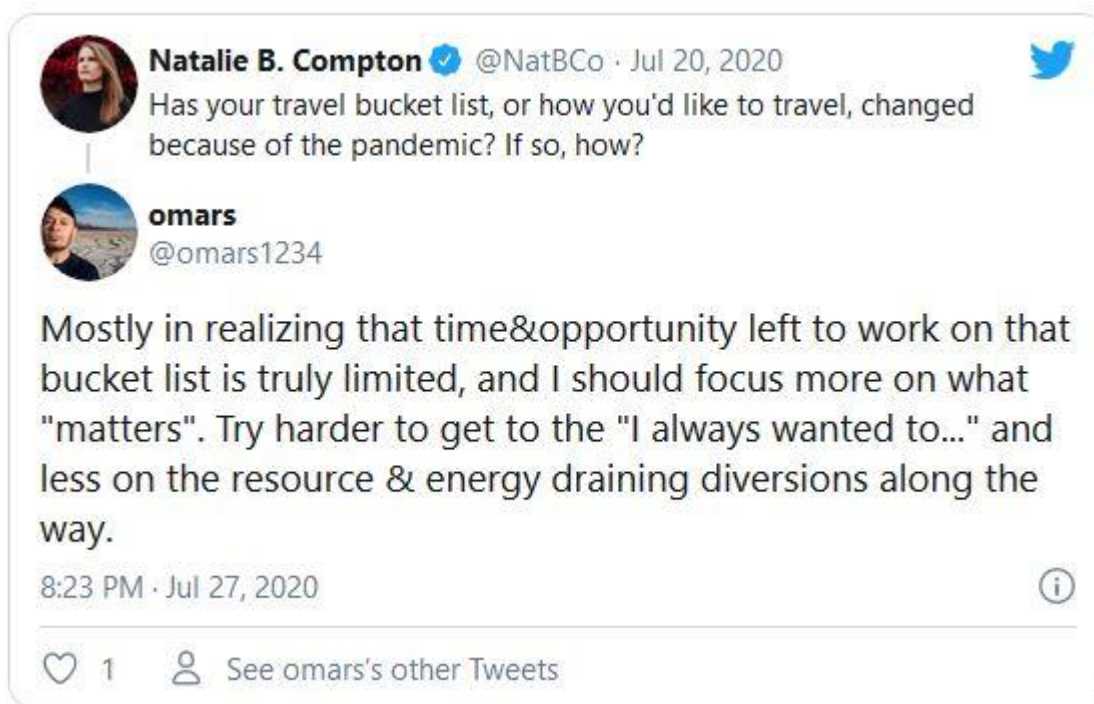 Natalie B. Compton @NatBCo · Jul 20, 2020
Has your travel bucket list, or how you'd like to travel, changed
because of the pandemic? If so, how?
omars
@omars1234
Mostly in realizing that time&opportunity left to work on that
bucket list is truly limited, and I should focus more on what
"matters". Try harder to get to the "I always wanted to..." and
less on the resource & energy draining diversions along the
way.
8:23 PM · Jul 27, 2020
1 See omars's other Tweets